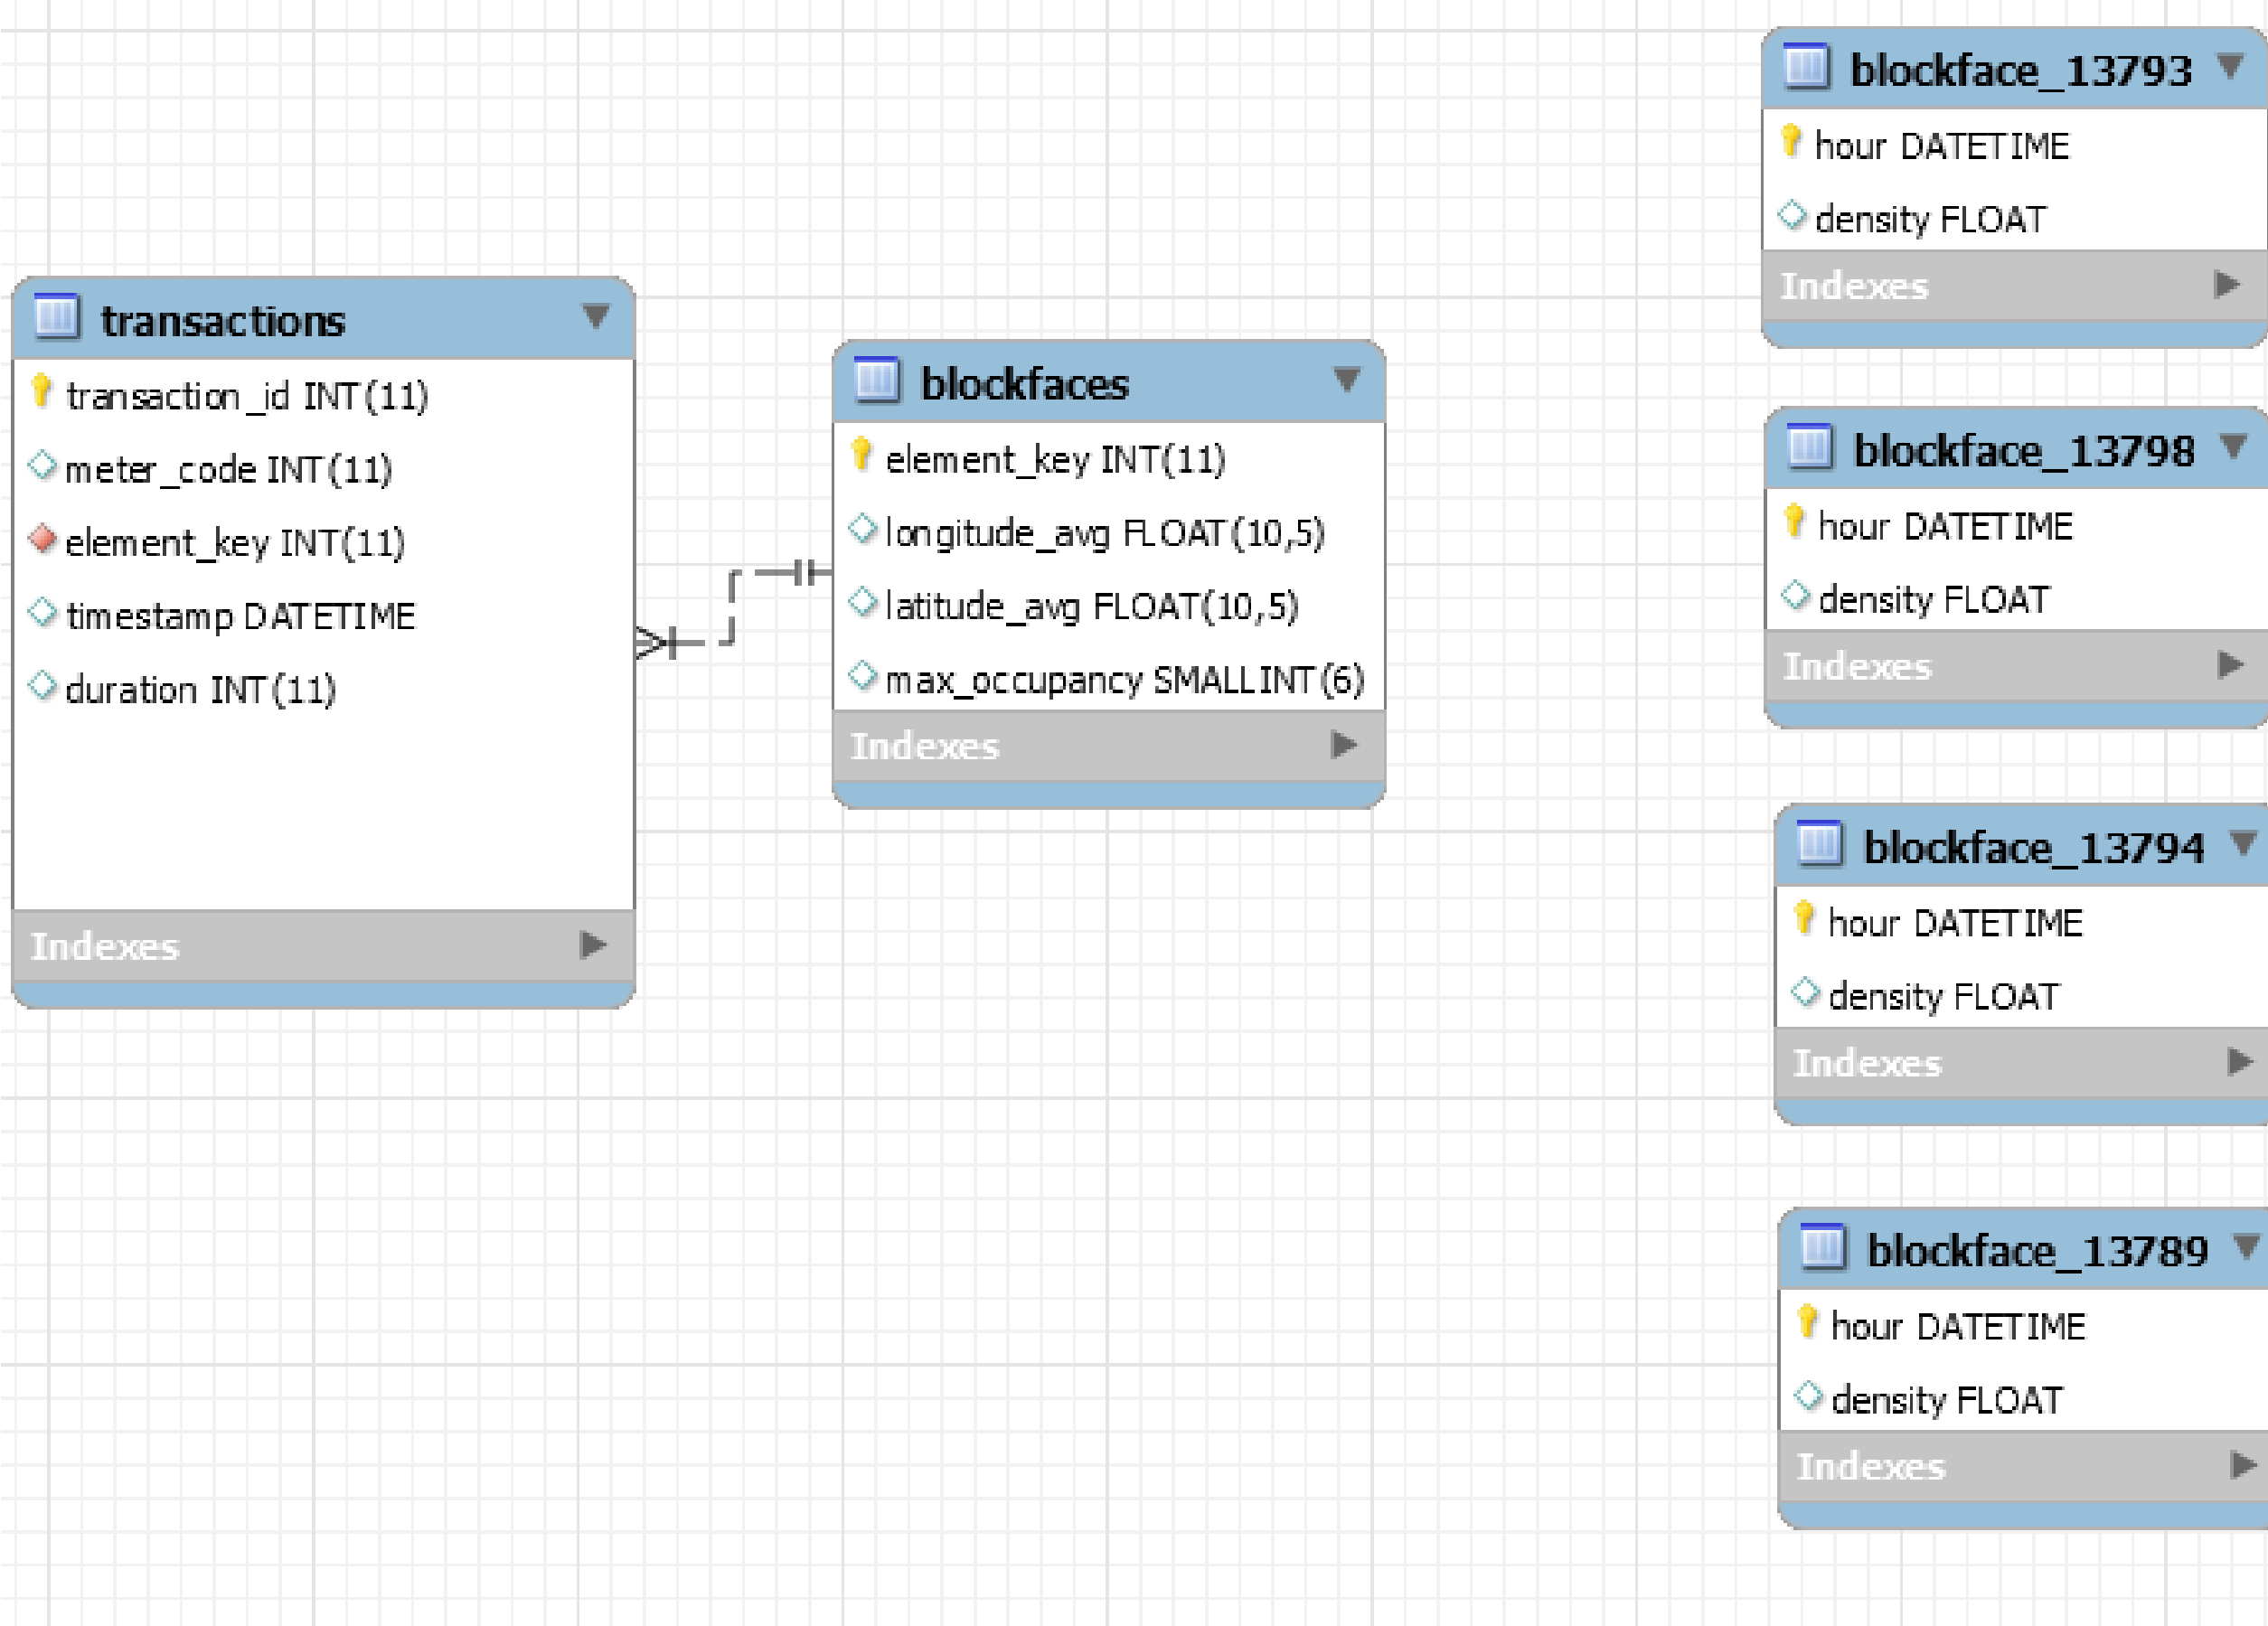 transactions
transaction_id INT(11)
meter_code INT(11)
element_key INT(11)
timestamp DATETIME
duration INT(11)
Indexes
blockfaces
element_key INT(11)
longitude_avg FLOAT(10,5)
latitude_avg FLOAT(10,5)
max_occupancy SMALLINT(6)
Indexes
blockface_13793
hour DATETIME
density FLOAT
Indexes
blockface_13798
hour DATETIME
density FLOAT
Indexes
blockface_13794
hour DATETIME
density FLOAT
Indexes
blockface_13789
hour DATETIME
density FLOAT
Indexes